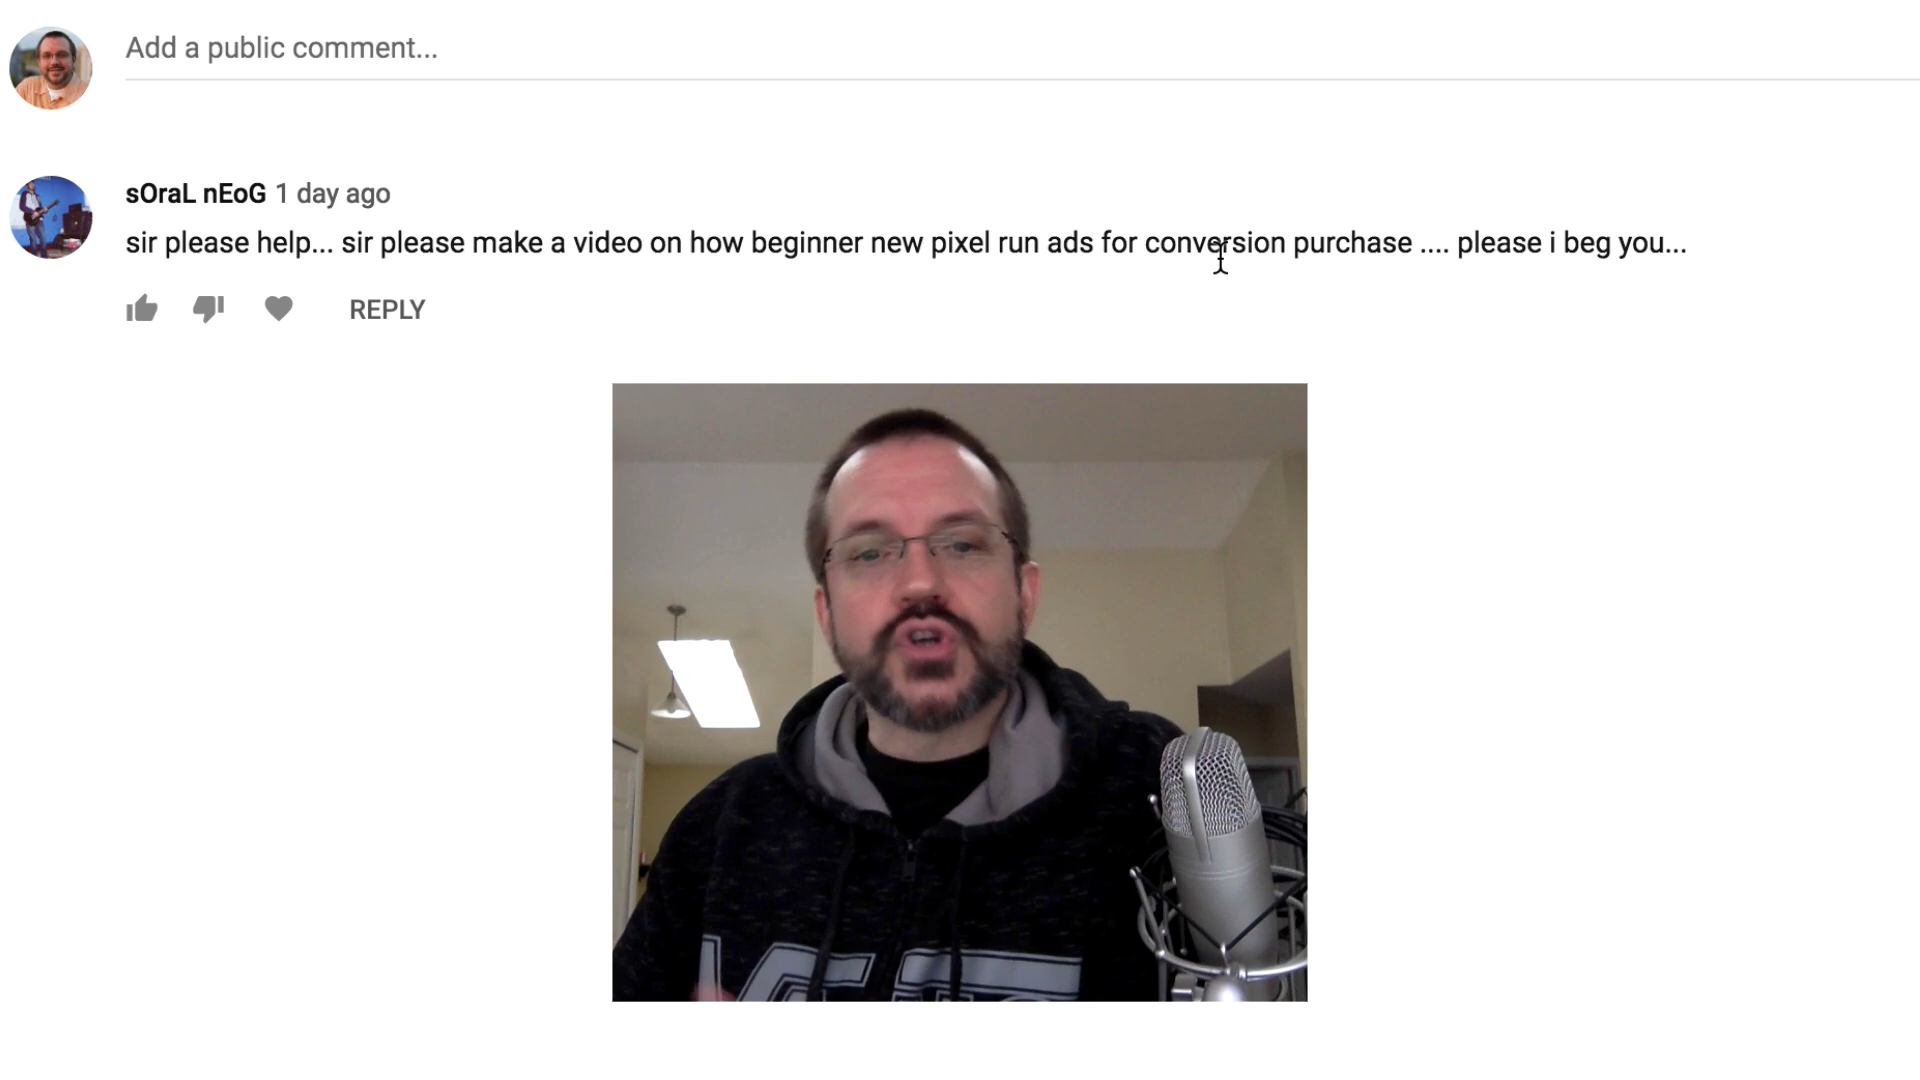 Add a public comment...
sOraL nEoG 1 day ago
sir please help... sir please make a video on how beginner new pixel run ads for conversion purchase .... please i beg you...
REPLY